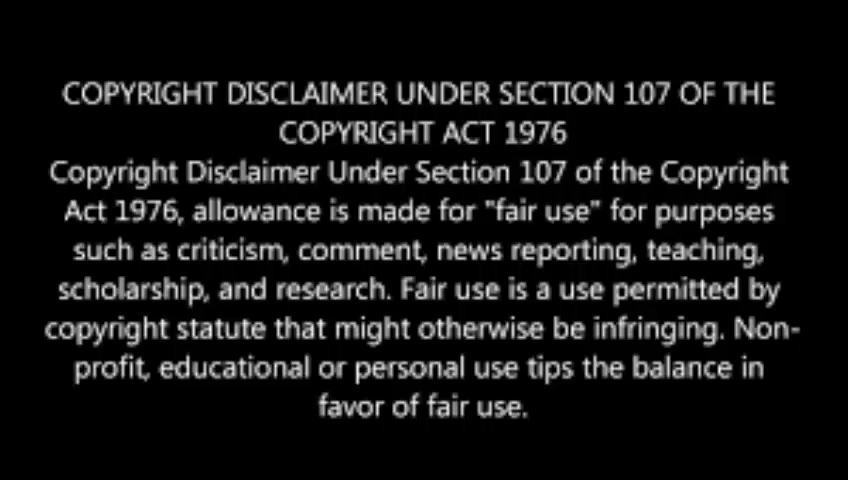 COPYRIGHT DISCLAIMER UNDER SECTION 107 OF THE
COPYRIGHT ACT 1976
Copyright Disclaimer Under Section 107 of the Copyright
Act 1976, allowance is made for "fair use" for purposes
such as criticism, comment, news reporting, teaching,
scholarship, and research. Fair use is a use permitted by
copyright statute that might otherwise be infringing. Non-
profit, educational or personal use tips the balance in
favor of fair use.